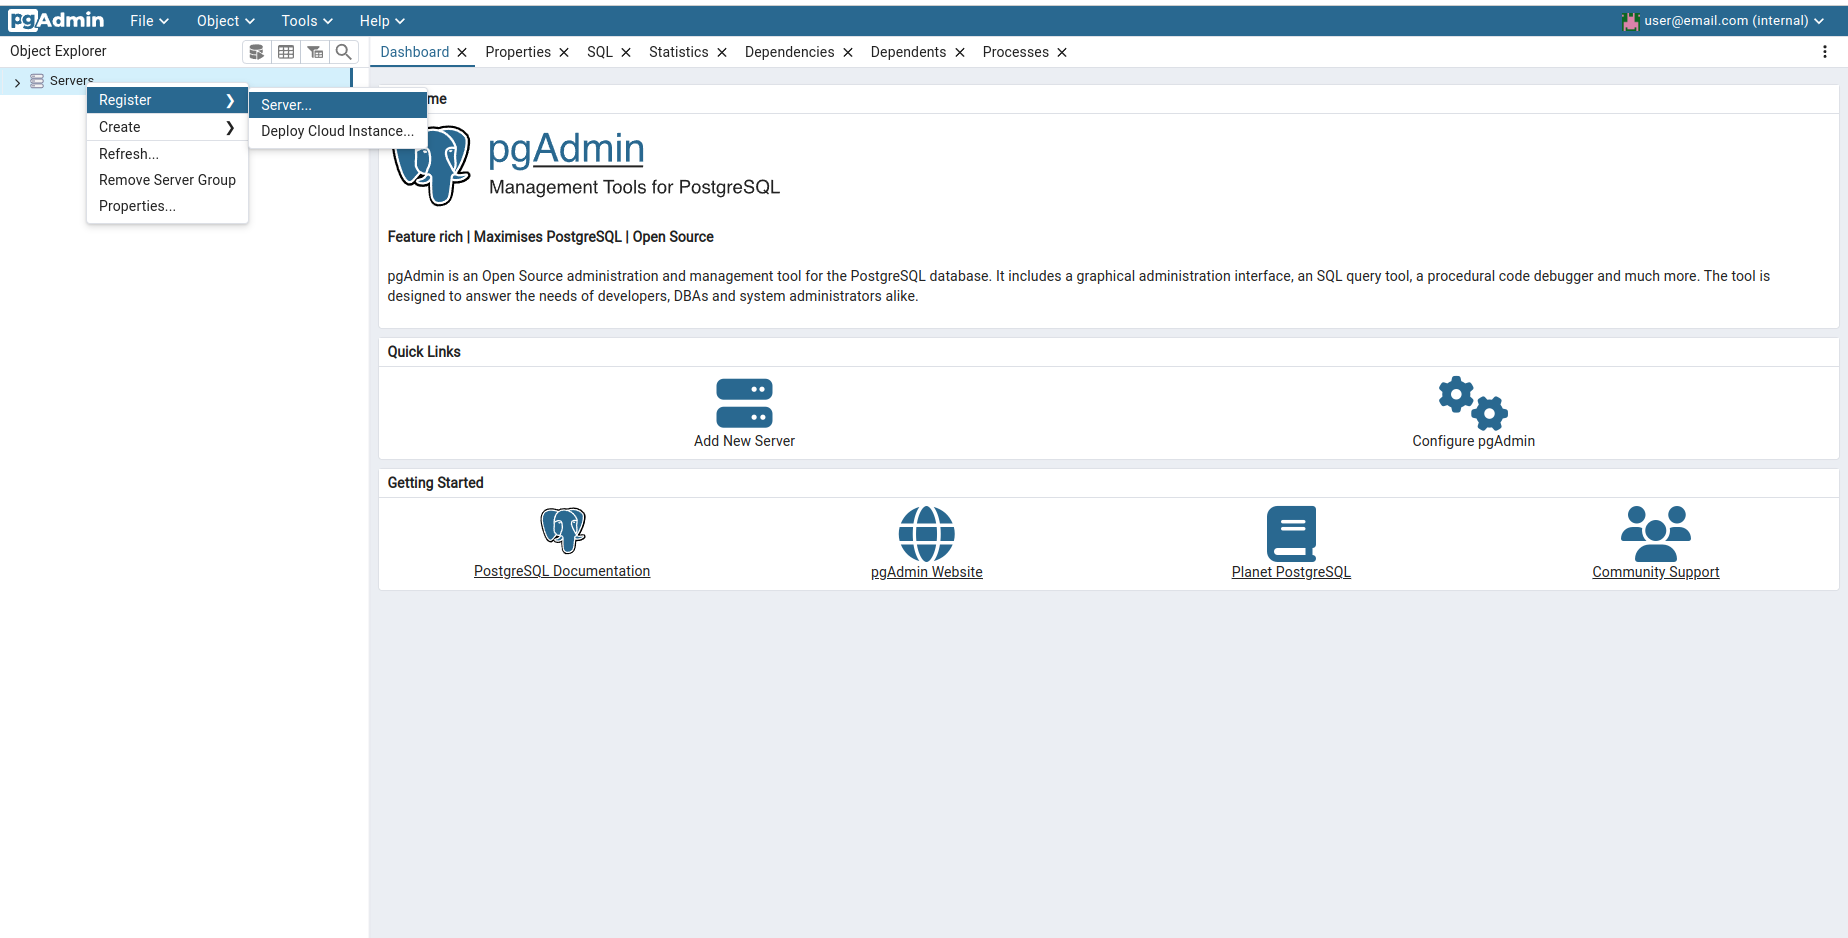 pgAdmin File Object Tools Help user@email.com (internal)
Object Explorer
Dashboard Properties SQL Statistics Dependencies Dependents Processes
Servers
Register
Create
Refresh...
Remove Server Group
Properties...
Server...
Deploy Cloud Instance...
me
pgAdmin
Management Tools for PostgreSQL
Feature rich | Maximises PostgreSQL | Open Source
pgAdmin is an Open Source administration and management tool for the PostgreSQL database. It includes a graphical administration interface, an SQL query tool, a procedural code debugger and much more. The tool is
designed to answer the needs of developers, DBAs and system administrators alike.
Quick Links
Add New Server Configure pgAdmin
Getting Started
PostgreSQL Documentation pgAdmin Website Planet PostgreSQL Community Support